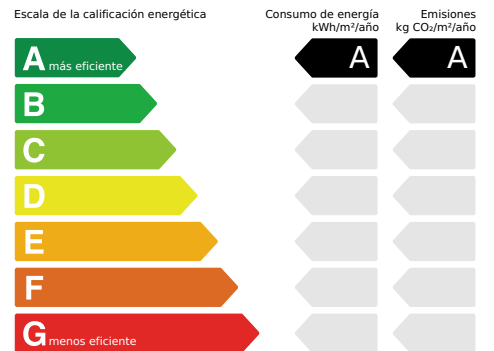 Escala de la calificación energética
Consumo de energía
kWh/m²/año
Emisiones
kg CO₂/m²/año
A más eficiente
A
A
B
C
D
E
F
G menos eficiente